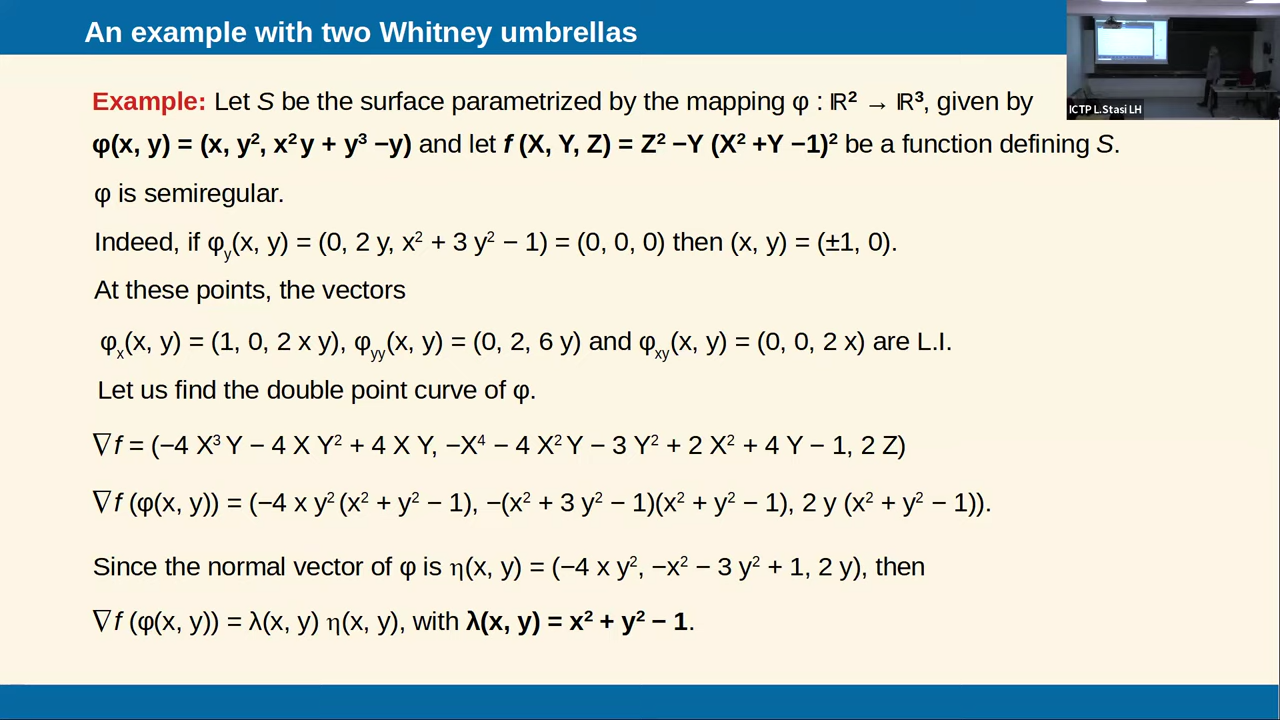 An example with two Whitney umbrellas
ICTP L.Stasi LH
Example: Let S be the surface parametrized by the mapping φ : ℝ² → ℝ³, given by
φ(x, y) = (x, y², x² y + y³ −y) and let f (X, Y, Z) = Z² −Y (X² +Y −1)² be a function defining S.
φ is semiregular.
Indeed, if φ_y(x, y) = (0, 2 y, x² + 3 y² − 1) = (0, 0, 0) then (x, y) = (±1, 0).
At these points, the vectors
φ_x(x, y) = (1, 0, 2 x y), φ_yy(x, y) = (0, 2, 6 y) and φ_xy(x, y) = (0, 0, 2 x) are L.I.
Let us find the double point curve of φ.
∇f = (−4 X³ Y − 4 X Y² + 4 X Y, −X⁴ − 4 X² Y − 3 Y² + 2 X² + 4 Y − 1, 2 Z)
∇f (φ(x, y)) = (−4 x y² (x² + y² − 1), −(x² + 3 y² − 1)(x² + y² − 1), 2 y (x² + y² − 1)).
Since the normal vector of φ is η(x, y) = (−4 x y², −x² − 3 y² + 1, 2 y), then
∇f (φ(x, y)) = λ(x, y) η(x, y), with λ(x, y) = x² + y² − 1.